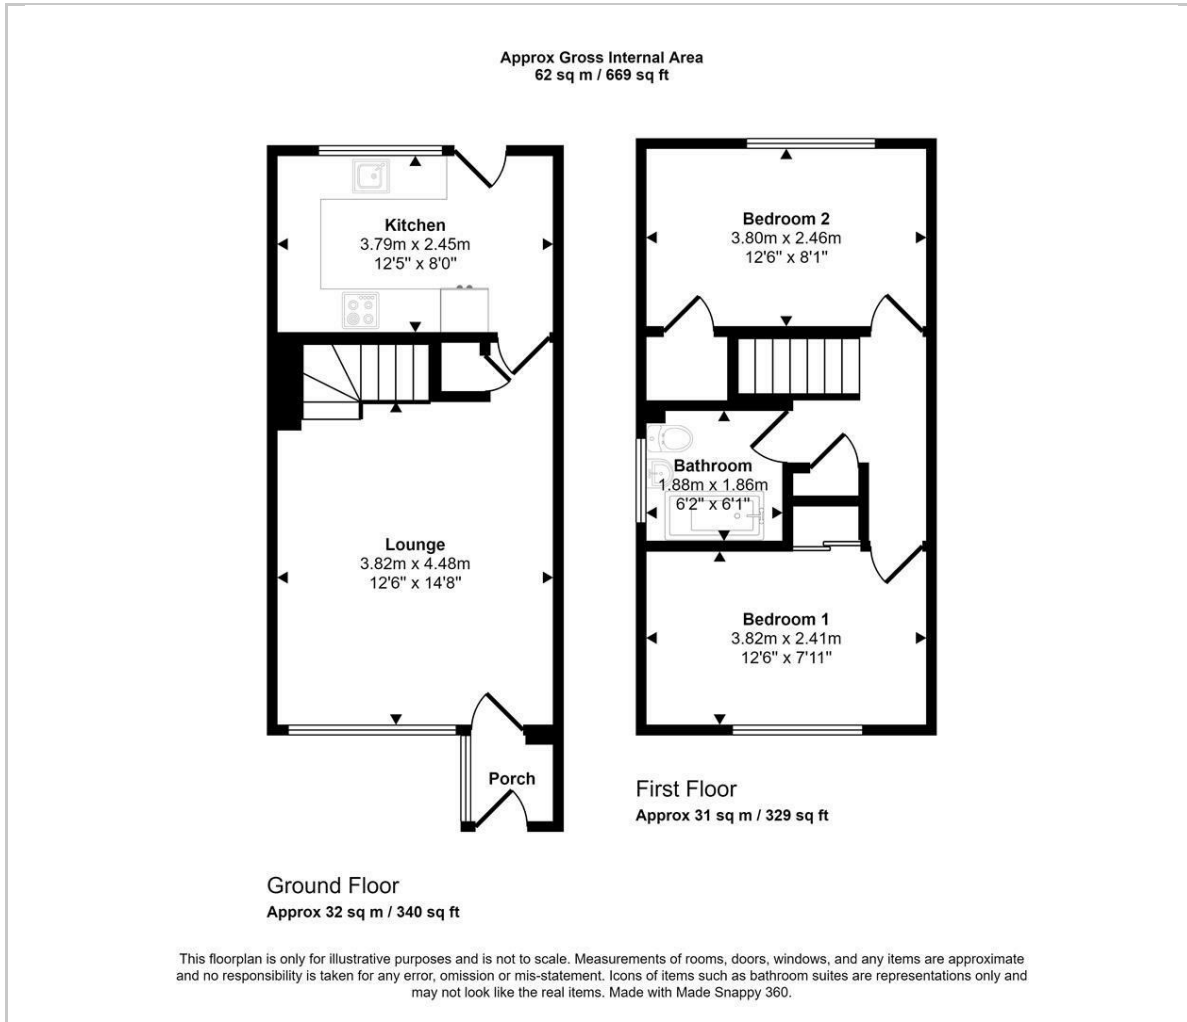 Approx Gross Internal Area
62 sq m / 669 sq ft
Kitchen
3.79m x 2.45m
12'5" x 8'0"
Lounge
3.82m x 4.48m
12'6" x 14'8"
Porch
Ground Floor
Approx 32 sq m / 340 sq ft
Bedroom 2
3.80m x 2.46m
12'6" x 8'1"
Bathroom
1.88m x 1.86m
6'2" x 6'1"
Bedroom 1
3.82m x 2.41m
12'6" x 7'11"
First Floor
Approx 31 sq m / 329 sq ft
This floorplan is only for illustrative purposes and is not to scale. Measurements of rooms, doors, windows, and any items are approximate
and no responsibility is taken for any error, omission or mis-statement. Icons of items such as bathroom suites are representations only and
may not look like the real items. Made with Made Snappy 360.